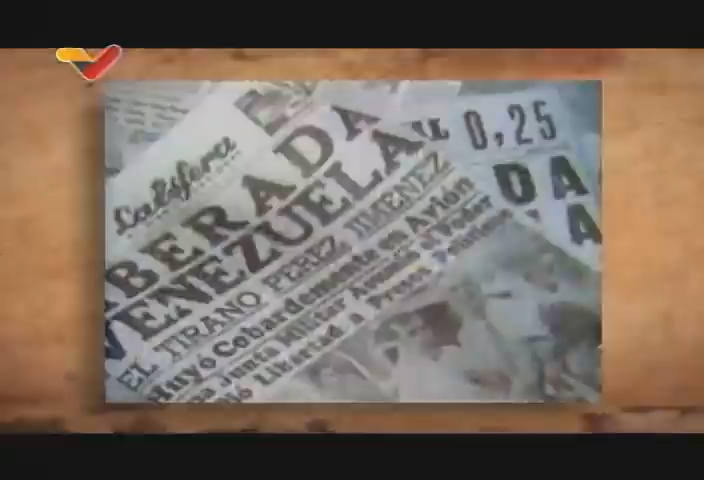 La Esfera
BERADA
VENEZUELA
EL TIRANO PEREZ JIMENEZ
Huyó Cobardemente en Avión
Junta Militar Asumió el Poder
Libertad a Presos Políticos
0,25
DA
A